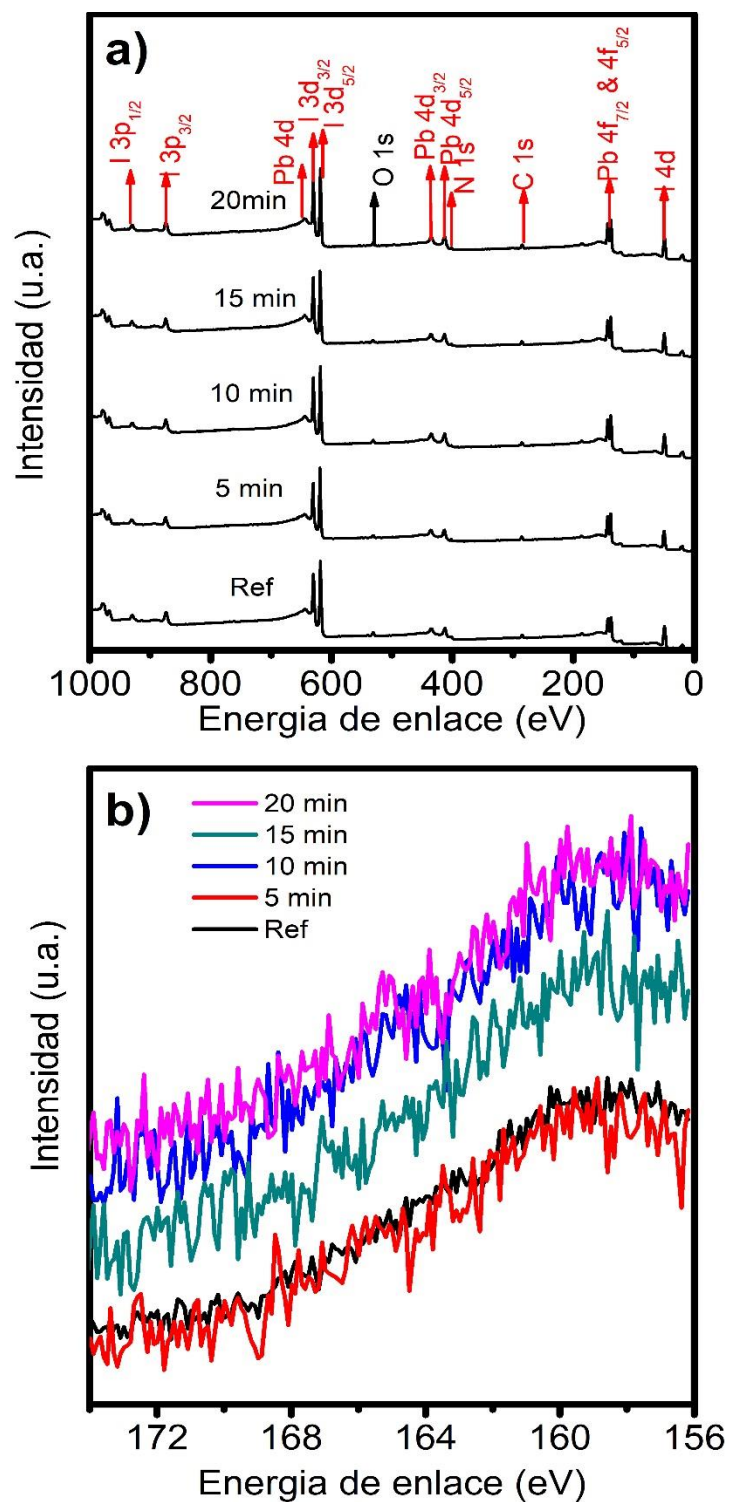 a)
I 3p1/2
I 3p3/2
Pb 4d
I 3d3/2
I 3d5/2
O 1s
Pb 4d3/2
Pb 4d5/2
N 1s
C 1s
Pb 4f7/2 & 4f5/2
I 4d
20min
15 min
10 min
5 min
Ref
Intensidad (u.a.)
1000 800 600 400 200 0
Energia de enlace (eV)
b)
20 min
15 min
10 min
5 min
Ref
Intensidad (u.a.)
172 168 164 160 156
Energia de enlace (eV)